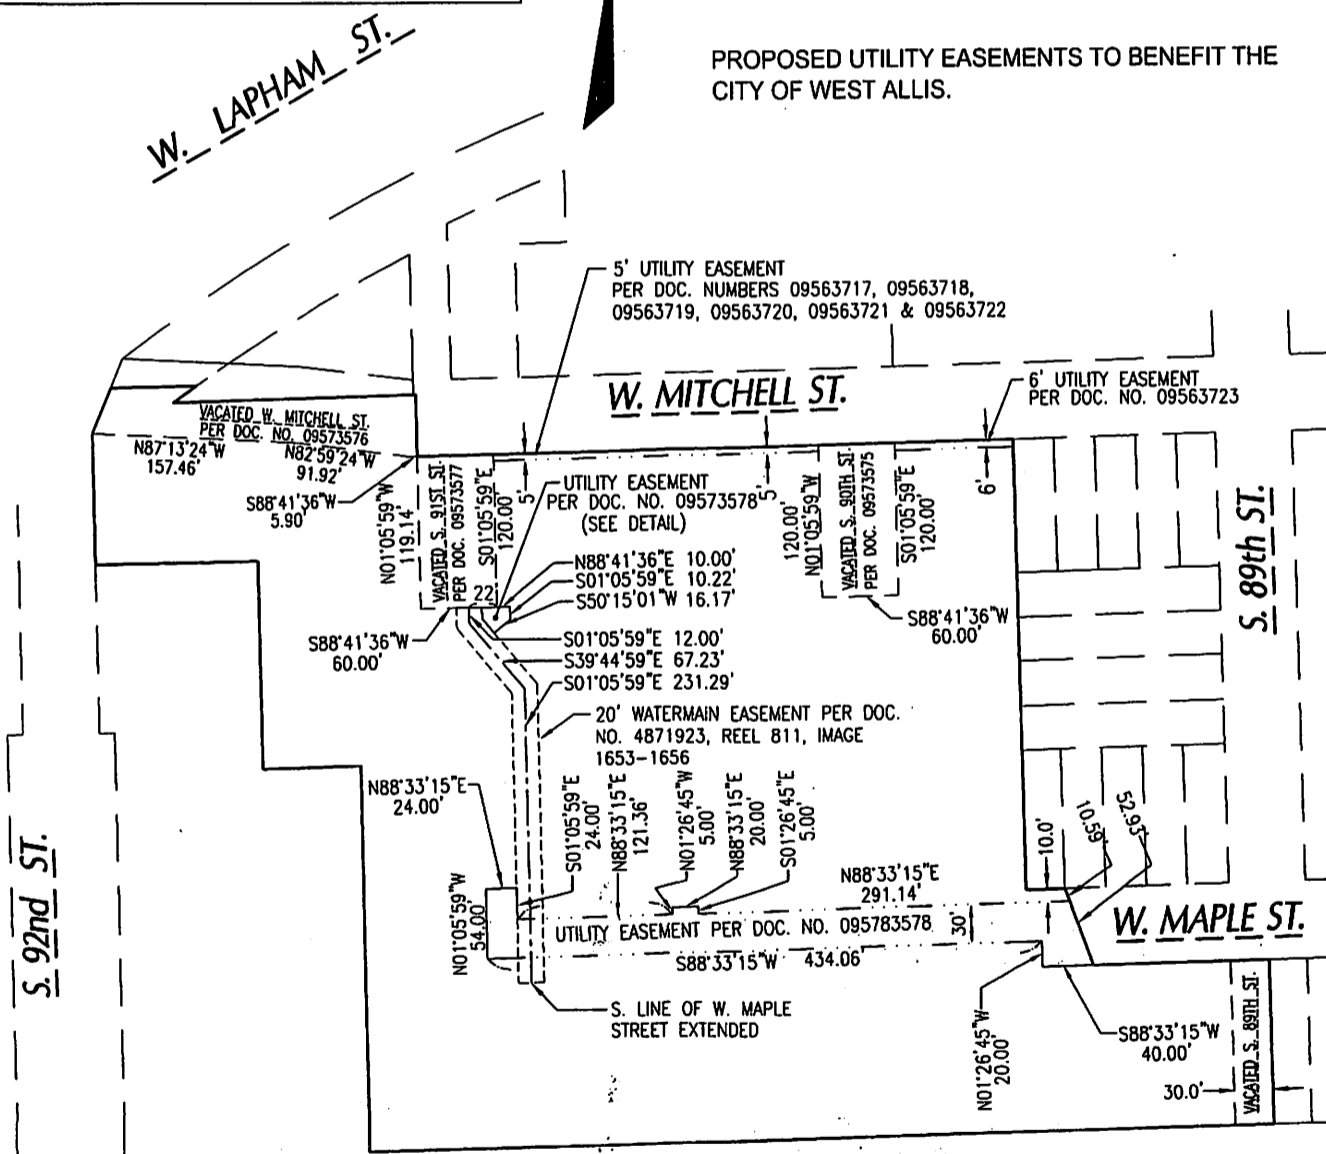 PROPOSED UTILITY EASEMENTS TO BENEFIT THE
CITY OF WEST ALLIS.
W. LAPHAM ST.
5' UTILITY EASEMENT
PER DOC. NUMBERS 09563717, 09563718,
09563719, 09563720, 09563721 & 09563722
W. MITCHELL ST.
6' UTILITY EASEMENT
PER DOC. NO. 09563723
VACATED W. MITCHELL ST.
PER DOC. NO. 09573576
N87°13'24"W
157.46'
N82°59'24"W
91.92'
S88°41'36"W
5.90'
N01°05'59"W
119.14'
VACATED S. 91ST ST.
PER DOC. 09573577
S01°05'59"E
120.00'
5'
UTILITY EASEMENT
PER DOC. NO. 09573578
(SEE DETAIL)
5'
120.00'
N01°05'59"W
VACATED S. 90TH ST.
PER DOC. 09573575
S01°05'59"E
120.00'
6'
S. 89th ST.
22'
N88°41'36"E 10.00'
S01°05'59"E 10.22'
S50°15'01"W 16.17'
S88°41'36"W
60.00'
S88°41'36"W
60.00'
S01°05'59"E 12.00'
S39°44'59"E 67.23'
S01°05'59"E 231.29'
20' WATERMAIN EASEMENT PER DOC.
NO. 4871923, REEL 811, IMAGE
1653-1656
N88°33'15"E
24.00'
S01°05'59"E
24.00'
N88°33'15"E
121.36'
N01°26'45"W
5.00'
N88°33'15"E
20.00'
S01°26'45"E
5.00'
N88°33'15"E
291.14'
10.0'
10.59'
52.93'
S. 92nd ST.
N01°05'59"W
54.00'
UTILITY EASEMENT PER DOC. NO. 095783578
30'
W. MAPLE ST.
S88°33'15"W 434.06'
S. LINE OF W. MAPLE
STREET EXTENDED
N01°26'45"W
20.00'
S88°33'15"W
40.00'
30.0'
VACATED S. 89TH ST.